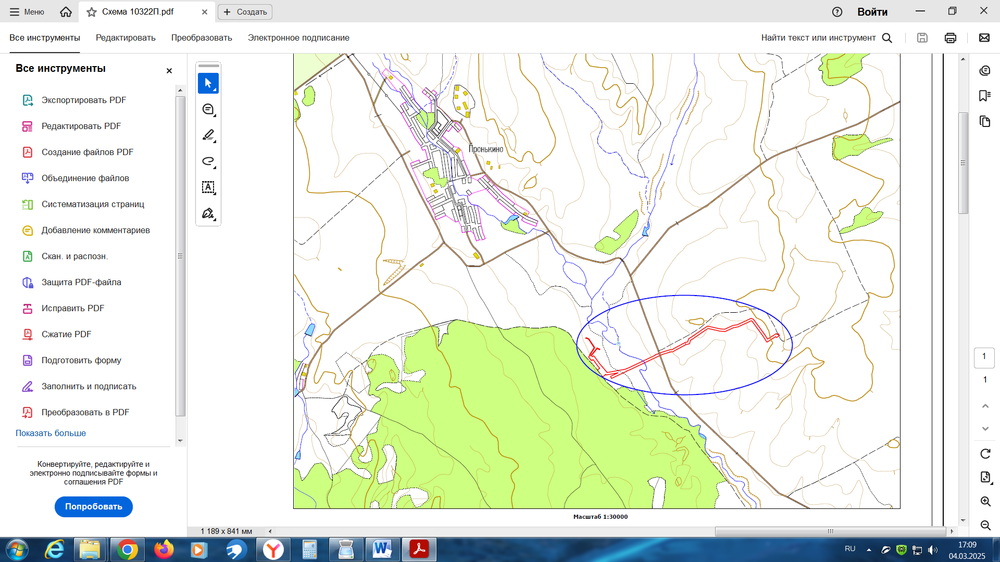 Меню
Схема 10322П.pdf
Создать
Войти
Все инструменты
Редактировать
Преобразовать
Электронное подписание
Найти текст или инструмент
Все инструменты
Экспортировать PDF
Редактировать PDF
Создание файлов PDF
Объединение файлов
Систематизация страниц
Добавление комментариев
Скан. и распозн.
Защита PDF-файла
Исправить PDF
Сжатие PDF
Подготовить форму
Заполнить и подписать
Преобразовать в PDF
Показать больше
Конвертируйте, редактируйте и
электронно подписывайте формы и
соглашения PDF
Попробовать
Пронькино
Масштаб 1:30000
1 189 x 841 мм
1
1
RU
17:09
04.03.2025